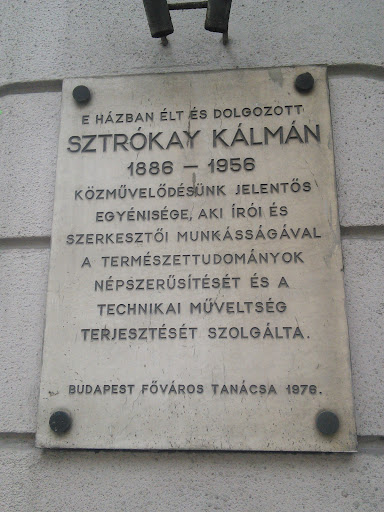 E HÁZBAN ÉLT ÉS DOLGOZOTT
SZTRÓKAY KÁLMÁN
1886 – 1956
KÖZMŰVELŐDÉSÜNK JELENTŐS
EGYÉNISÉGE, AKI ÍRÓI ÉS
SZERKESZTŐI MUNKÁSSÁGÁVAL
A TERMÉSZETTUDOMÁNYOK
NÉPSZERŰSÍTÉSÉT ÉS A
TECHNIKAI MŰVELTSÉG
TERJESZTÉSÉT SZOLGÁLTA.
BUDAPEST FŐVÁROS TANÁCSA 1976.